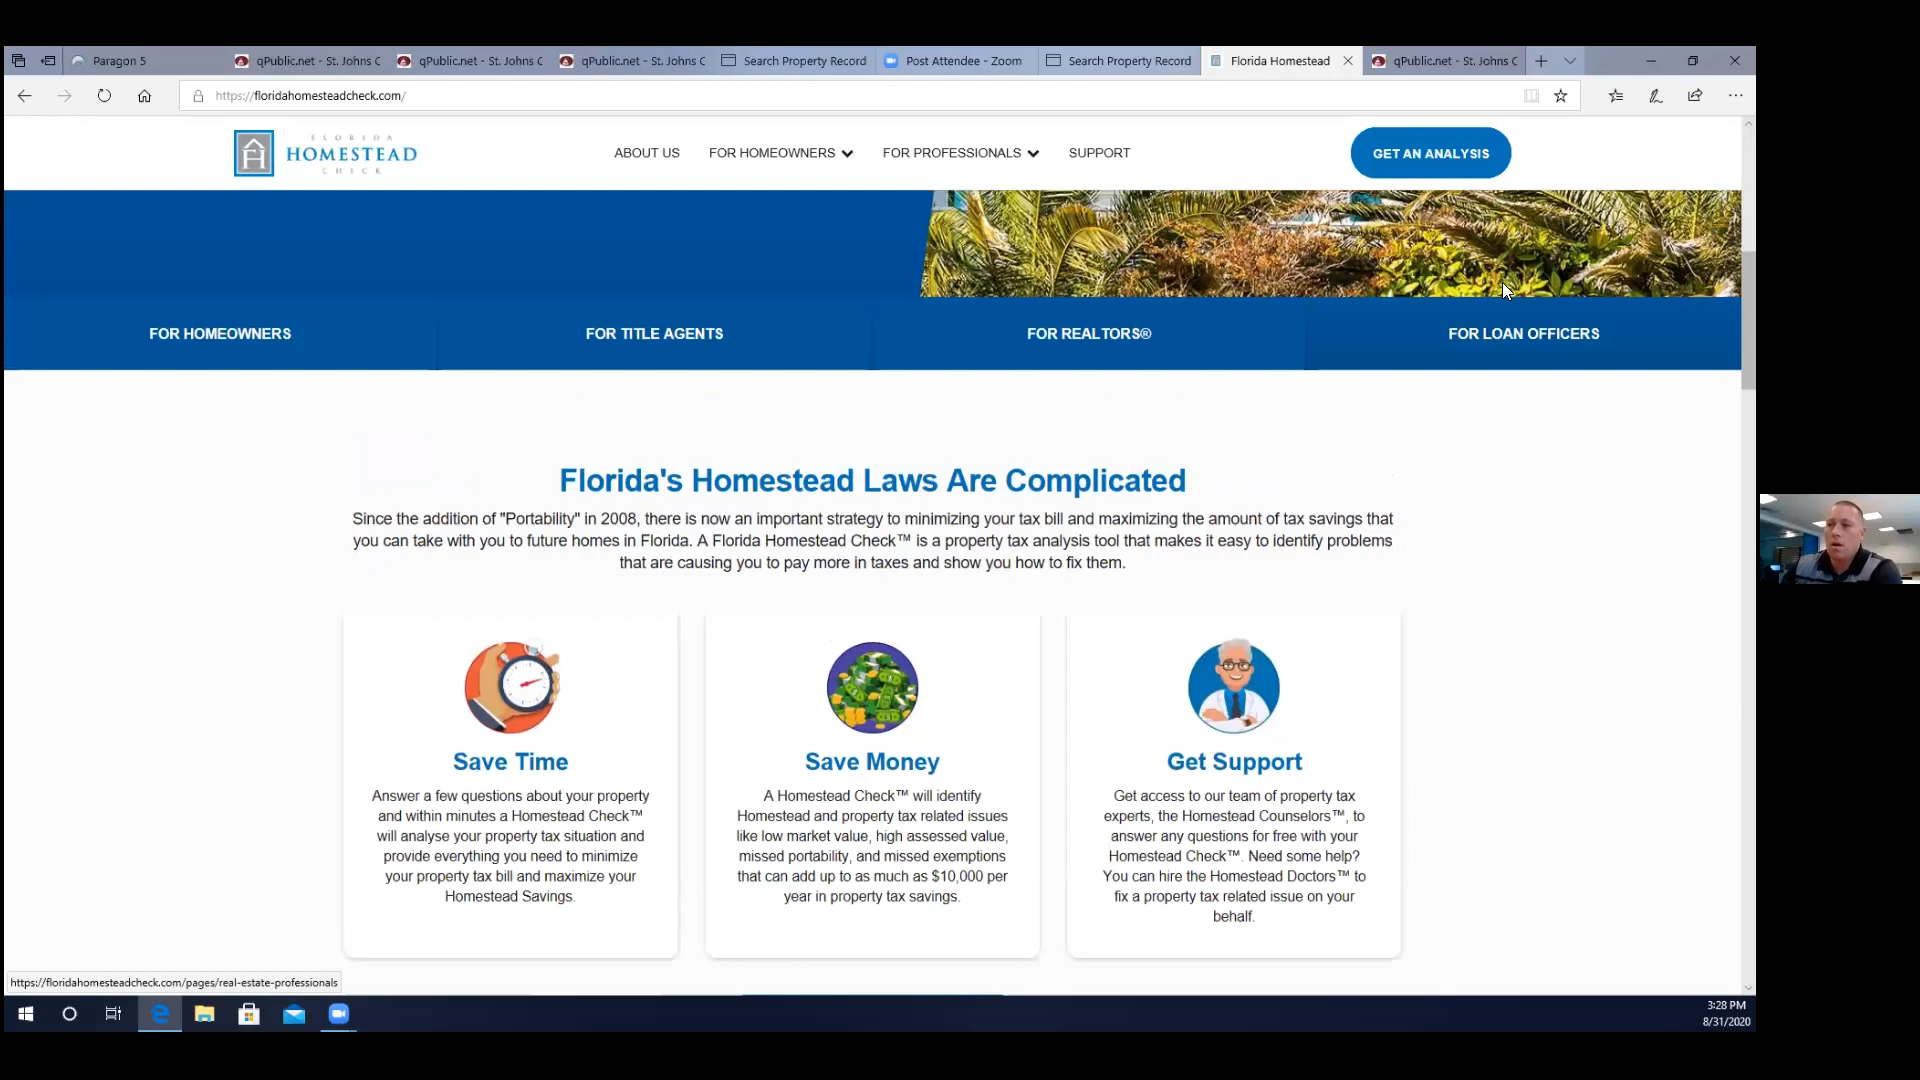 Paragon 5
qPublic.net - St. Johns C
qPublic.net - St. Johns C
qPublic.net - St. Johns C
Search Property Record
Post Attendee - Zoom
Search Property Record
Florida Homestead
qPublic.net - St. Johns C
https://floridahomesteadcheck.com/
FLORIDA
HOMESTEAD
CHECK
ABOUT US
FOR HOMEOWNERS
FOR PROFESSIONALS
SUPPORT
GET AN ANALYSIS
FOR HOMEOWNERS
FOR TITLE AGENTS
FOR REALTORS®
FOR LOAN OFFICERS
Florida's Homestead Laws Are Complicated
Since the addition of "Portability" in 2008, there is now an important strategy to minimizing your tax bill and maximizing the amount of tax savings that
you can take with you to future homes in Florida. A Florida Homestead Check™ is a property tax analysis tool that makes it easy to identify problems
that are causing you to pay more in taxes and show you how to fix them.
Save Time
Answer a few questions about your property
and within minutes a Homestead Check™
will analyse your property tax situation and
provide everything you need to minimize
your property tax bill and maximize your
Homestead Savings.
Save Money
A Homestead Check™ will identify
Homestead and property tax related issues
like low market value, high assessed value,
missed portability, and missed exemptions
that can add up to as much as $10,000 per
year in property tax savings.
Get Support
Get access to our team of property tax
experts, the Homestead Counselors™, to
answer any questions for free with your
Homestead Check™. Need some help?
You can hire the Homestead Doctors™ to
fix a property tax related issue on your
behalf.
https://floridahomesteadcheck.com/pages/real-estate-professionals
3:28 PM
8/31/2020